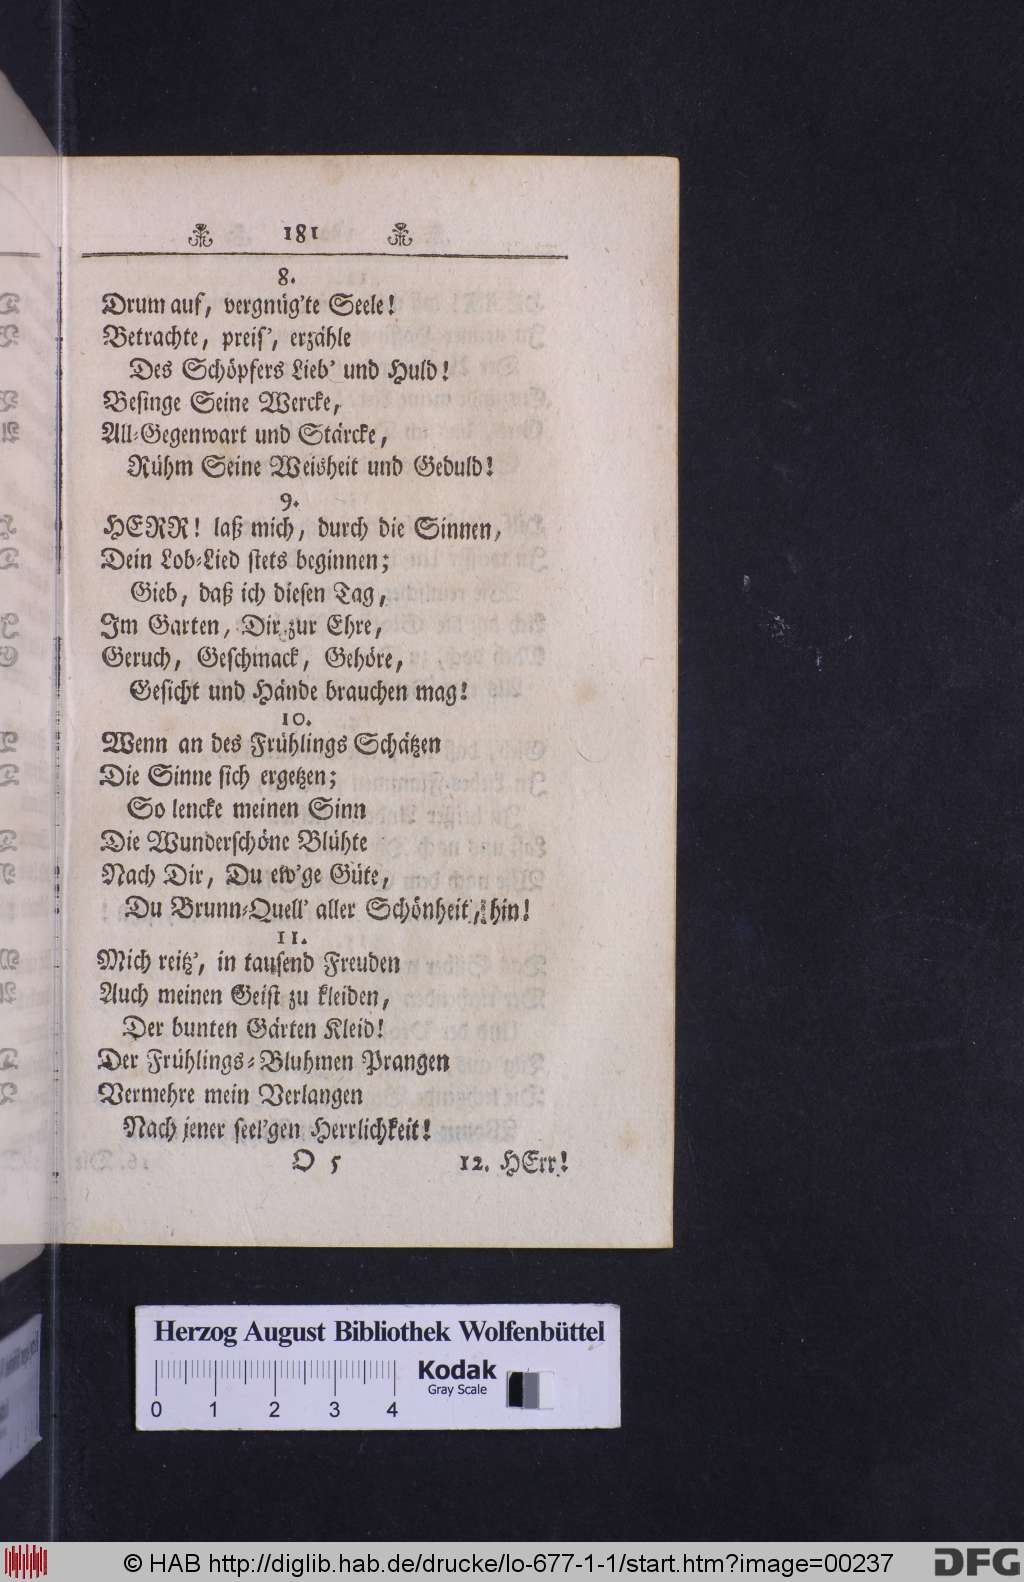 181
8.
Drum auf, vergnüg'te Seele!
Betrachte, preis', erzähle
Des Schöpfers Lieb' und Huld!
Besinge Seine Wercke,
All-Gegenwart und Stärcke,
Rühm Seine Weisheit und Geduld!
9.
HERR! laß mich, durch die Sinnen,
Dein Lob-Lied stets beginnen;
Gieb, daß ich diesen Tag,
Im Garten, Dir zur Ehre,
Geruch, Geschmack, Gehöre,
Gesicht und Hände brauchen mag!
10.
Wenn an des Frühlings Schätzen
Die Sinne sich ergetzen;
So lencke meinen Sinn
Die Wunderschöne Blühte
Nach Dir, Du ew'ge Güte,
Du Brunn-Quell' aller Schönheit, hin!
11.
Mich reitz', in tausend Freuden
Auch meinen Geist zu kleiden,
Der bunten Gärten Kleid!
Der Frühlings-Bluhmen Prangen
Vermehre mein Verlangen
Nach jener seel'gen Herrlichkeit!
O 5 12. HErr!
Herzog August Bibliothek Wolfenbüttel
Kodak
Gray Scale
0 1 2 3 4
© HAB http://diglib.hab.de/drucke/lo-677-1-1/start.htm?image=00237
DFG